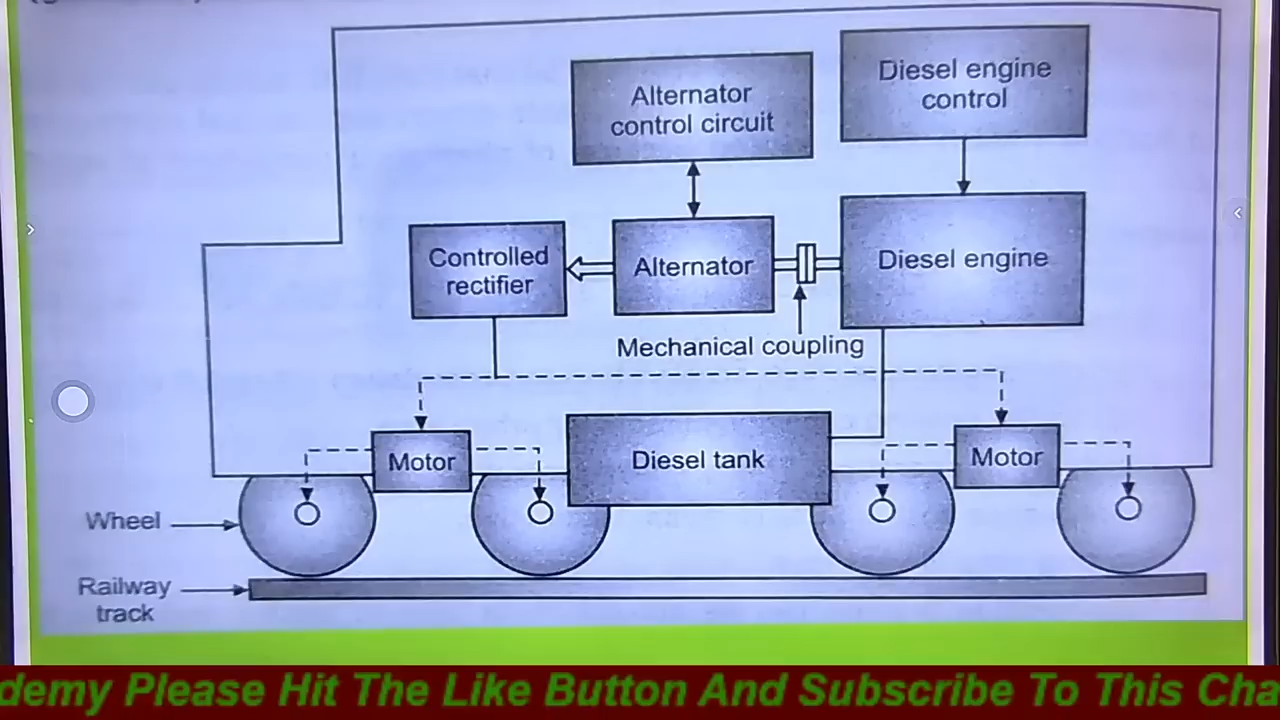 Alternator
control circuit
Diesel engine
control
Controlled
rectifier
Alternator
Diesel engine
Mechanical coupling
Motor
Diesel tank
Motor
Wheel
Railway
track
demy Please Hit The Like Button And Subscribe To This Cha